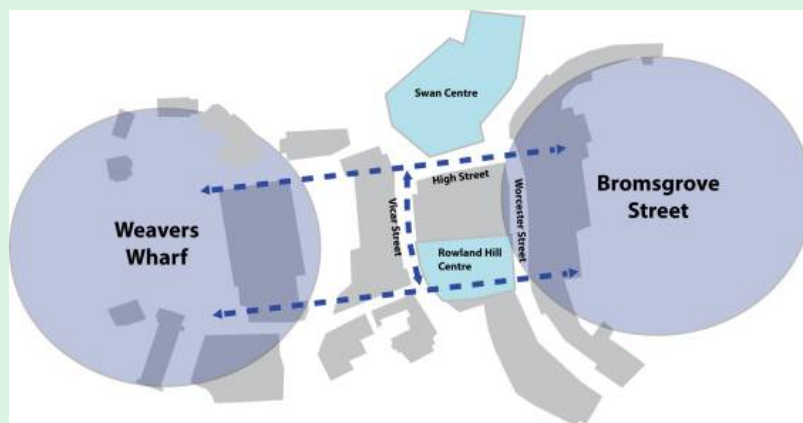 Swan Centre
High Street
Bromsgrove
Street
Vicar Street
Worcester Street
Weavers
Wharf
Rowland Hill
Centre